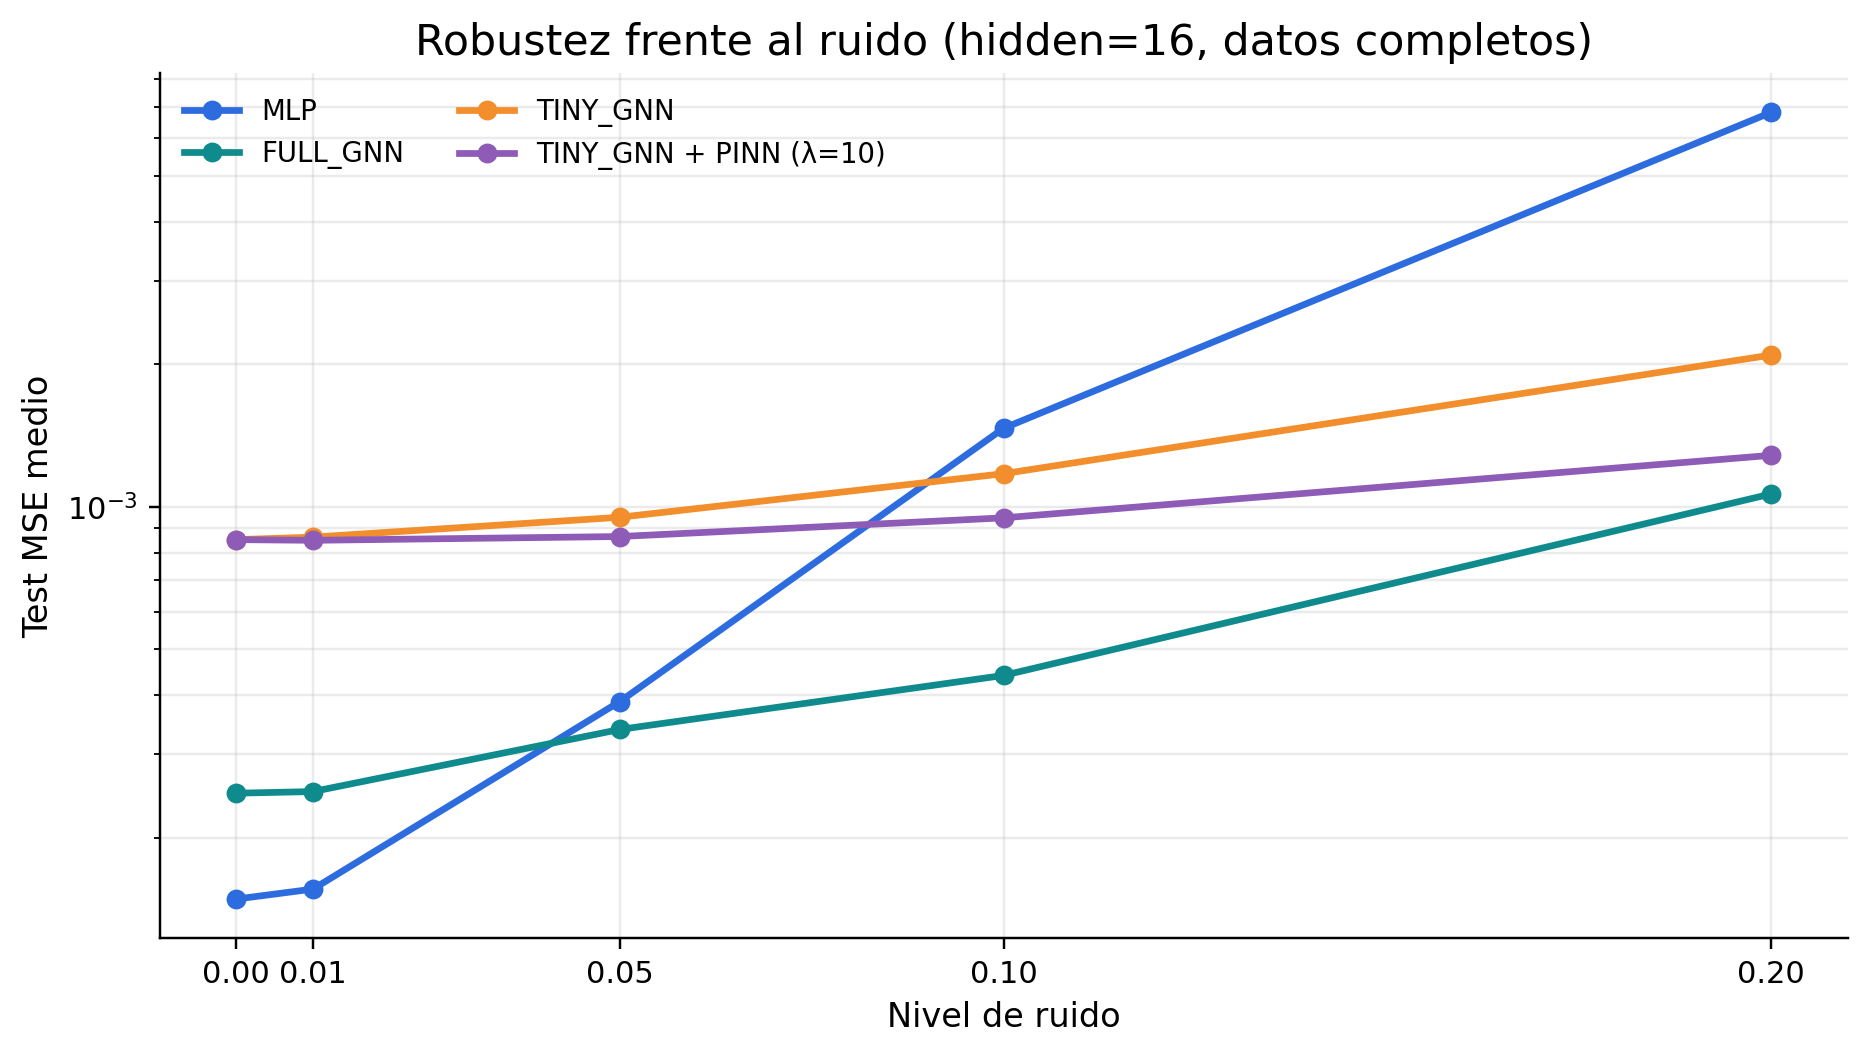 Robustez frente al ruido (hidden=16, datos completos)
MLP
FULL_GNN
TINY_GNN
TINY_GNN + PINN (λ=10)
Test MSE medio
10⁻³
0.00 0.01 0.05 0.10 0.20
Nivel de ruido